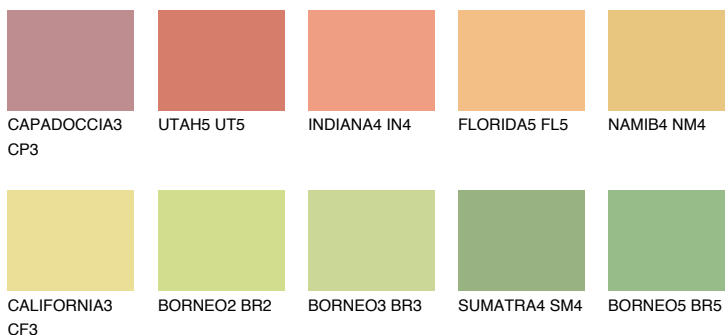 CAPADOCCIA3
CP3
UTAH5 UT5
INDIANA4 IN4
FLORIDA5 FL5
NAMIB4 NM4
CALIFORNIA3
CF3
BORNEO2 BR2
BORNEO3 BR3
SUMATRA4 SM4
BORNEO5 BR5